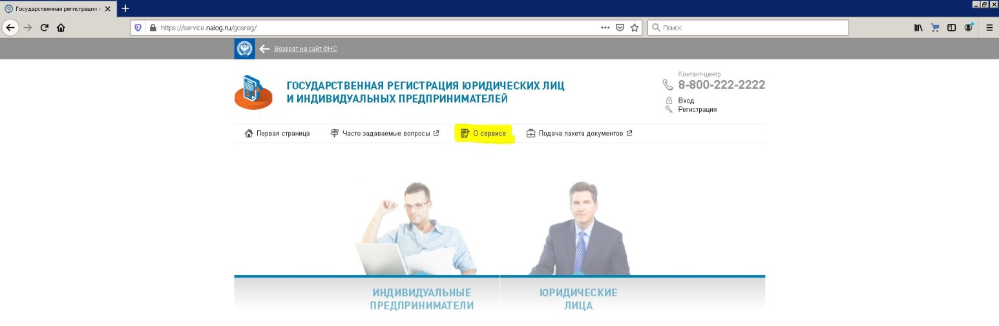 Государственная регистрация ю
https://service.nalog.ru/gosreg/
Поиск
Возврат на сайт ФНС
ГОСУДАРСТВЕННАЯ РЕГИСТРАЦИЯ ЮРИДИЧЕСКИХ ЛИЦ
И ИНДИВИДУАЛЬНЫХ ПРЕДПРИНИМАТЕЛЕЙ
Контакт-центр
8-800-222-2222
Вход
Регистрация
Первая страница
Часто задаваемые вопросы
О сервисе
Подача пакета документов
ИНДИВИДУАЛЬНЫЕ
ПРЕДПРИНИМАТЕЛИ
ЮРИДИЧЕСКИЕ
ЛИЦА